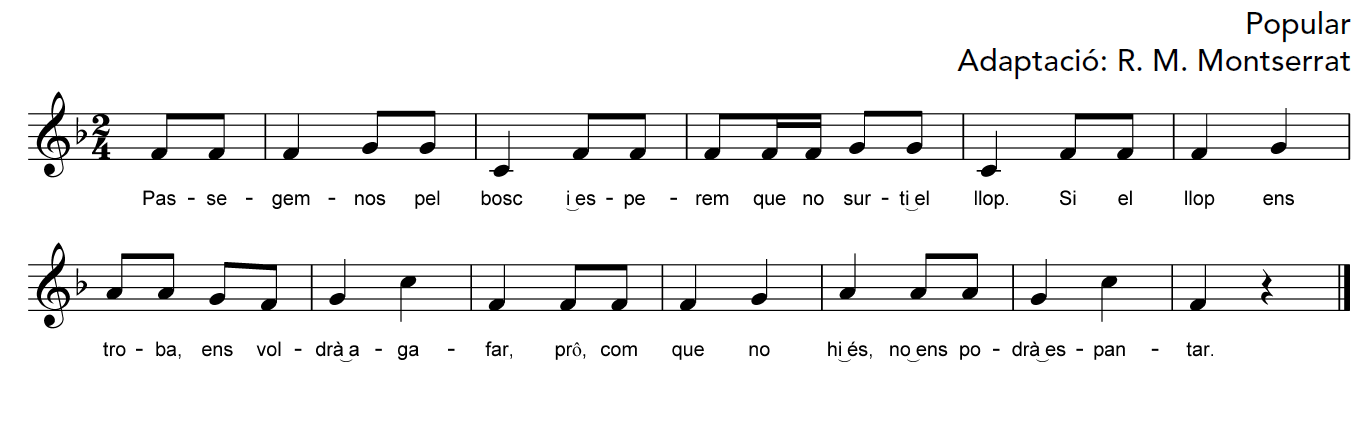 Popular
Adaptació: R. M. Montserrat
2
4
Pas - se - gem - nos pel bosc i‿es - pe - rem que no sur - ti‿el llop. Si el llop ens
tro - ba, ens vol - drà‿a - ga - far, prô, com que no hi‿és, no‿ens po - drà‿es - pan - tar.